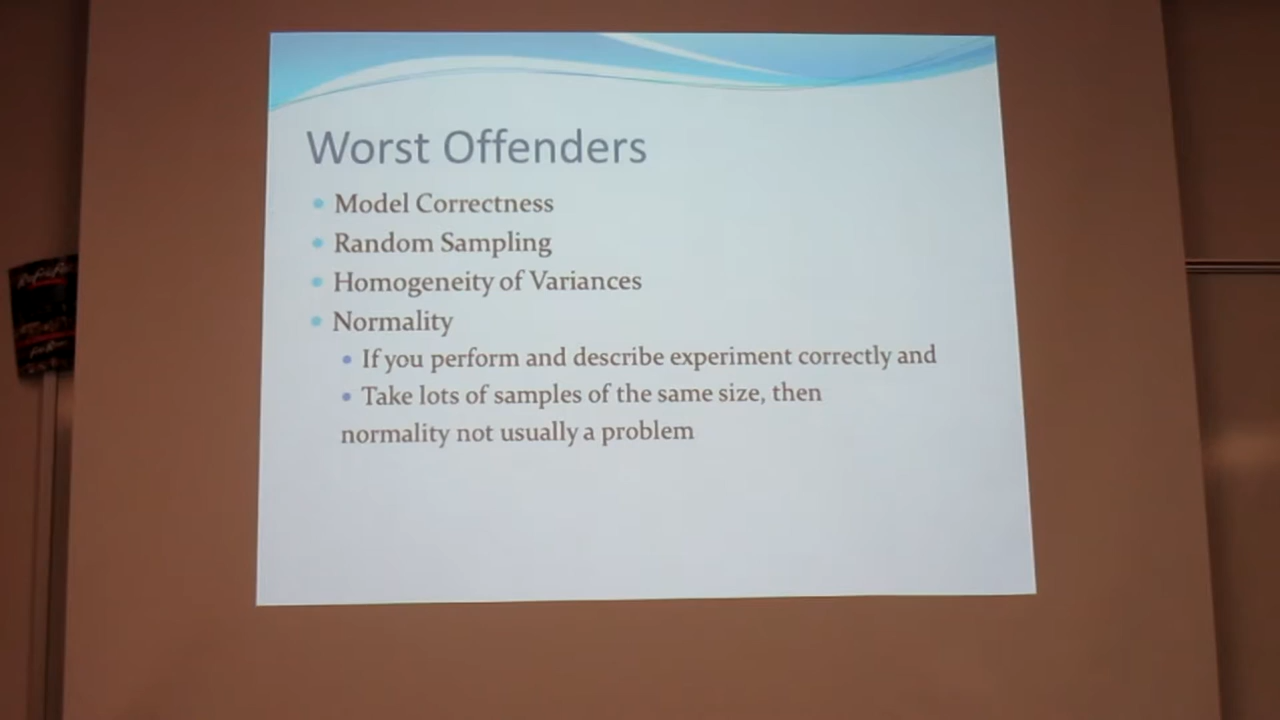 Worst Offenders
Model Correctness
Random Sampling
Homogeneity of Variances
Normality
If you perform and describe experiment correctly and
Take lots of samples of the same size, then
normality not usually a problem